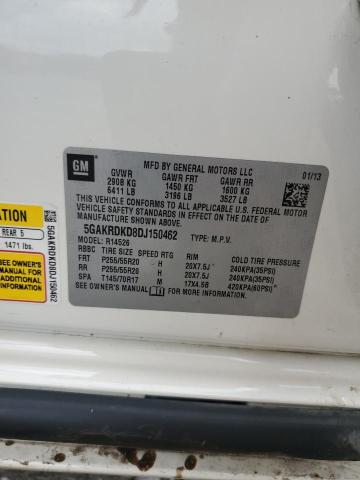 GM
MFD BY GENERAL MOTORS LLC
01/13
GVWR GAWR FRT GAWR RR
2908 KG 1450 KG 1600 KG
6411 LB 3196 LB 3527 LB
THIS VEHICLE CONFORMS TO ALL APPLICABLE U.S. FEDERAL MOTOR
VEHICLE SAFETY AND THEFT PREVENTION STANDARDS IN EFFECT ON THE DATE OF
MANUFACTURE SHOWN ABOVE.
5GAKRDKD8DJ150462 TYPE: M.P.V.
MODEL: R14526
RBBC TIRE SIZE SPEED RTG RIM COLD TIRE PRESSURE
FRT P255/55R20 H 20X7.5J 240KPA(35PSI)
RR P255/55R20 H 20X7.5J 240KPA(35PSI)
SPA T145/70R17 M 17X4.5B 420KPA(60PSI)
SEE OWNER'S MANUAL FOR ADDITIONAL INFORMATION
ATION
REAR 5
1471 lbs.
SEE OWNER'S
MANUAL FOR
ADDITIONAL
INFORMATION
5GAKRDKD8DJ150462